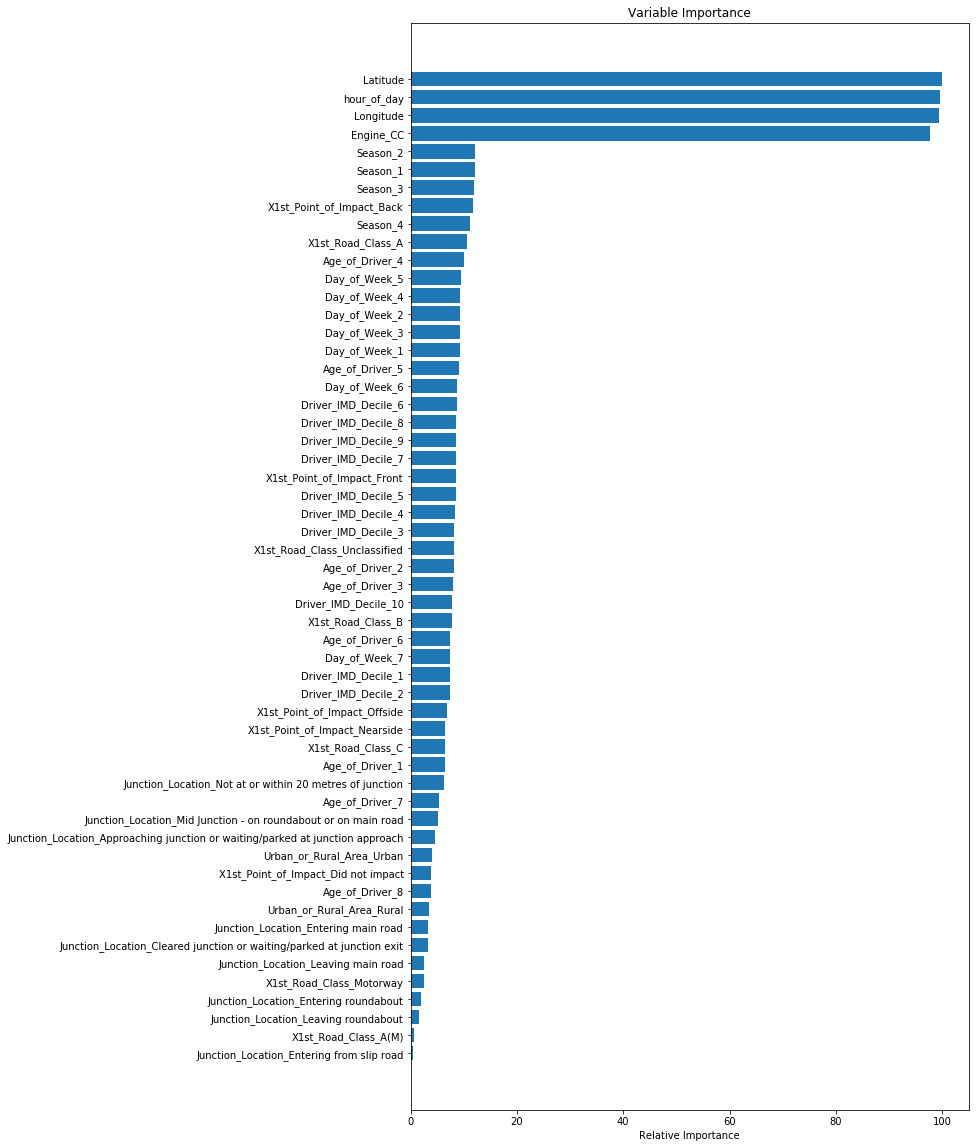 Variable Importance
Latitude
hour_of_day
Longitude
Engine_CC
Season_2
Season_1
Season_3
X1st_Point_of_Impact_Back
Season_4
X1st_Road_Class_A
Age_of_Driver_4
Day_of_Week_5
Day_of_Week_4
Day_of_Week_2
Day_of_Week_3
Day_of_Week_1
Age_of_Driver_5
Day_of_Week_6
Driver_IMD_Decile_6
Driver_IMD_Decile_8
Driver_IMD_Decile_9
Driver_IMD_Decile_7
X1st_Point_of_Impact_Front
Driver_IMD_Decile_5
Driver_IMD_Decile_4
Driver_IMD_Decile_3
X1st_Road_Class_Unclassified
Age_of_Driver_2
Age_of_Driver_3
Driver_IMD_Decile_10
X1st_Road_Class_B
Age_of_Driver_6
Day_of_Week_7
Driver_IMD_Decile_1
Driver_IMD_Decile_2
X1st_Point_of_Impact_Offside
X1st_Point_of_Impact_Nearside
X1st_Road_Class_C
Age_of_Driver_1
Junction_Location_Not at or within 20 metres of junction
Age_of_Driver_7
Junction_Location_Mid Junction - on roundabout or on main road
Junction_Location_Approaching junction or waiting/parked at junction approach
Urban_or_Rural_Area_Urban
X1st_Point_of_Impact_Did not impact
Age_of_Driver_8
Urban_or_Rural_Area_Rural
Junction_Location_Entering main road
Junction_Location_Cleared junction or waiting/parked at junction exit
Junction_Location_Leaving main road
X1st_Road_Class_Motorway
Junction_Location_Entering roundabout
Junction_Location_Leaving roundabout
X1st_Road_Class_A(M)
Junction_Location_Entering from slip road
0 20 40 60 80 100
Relative Importance